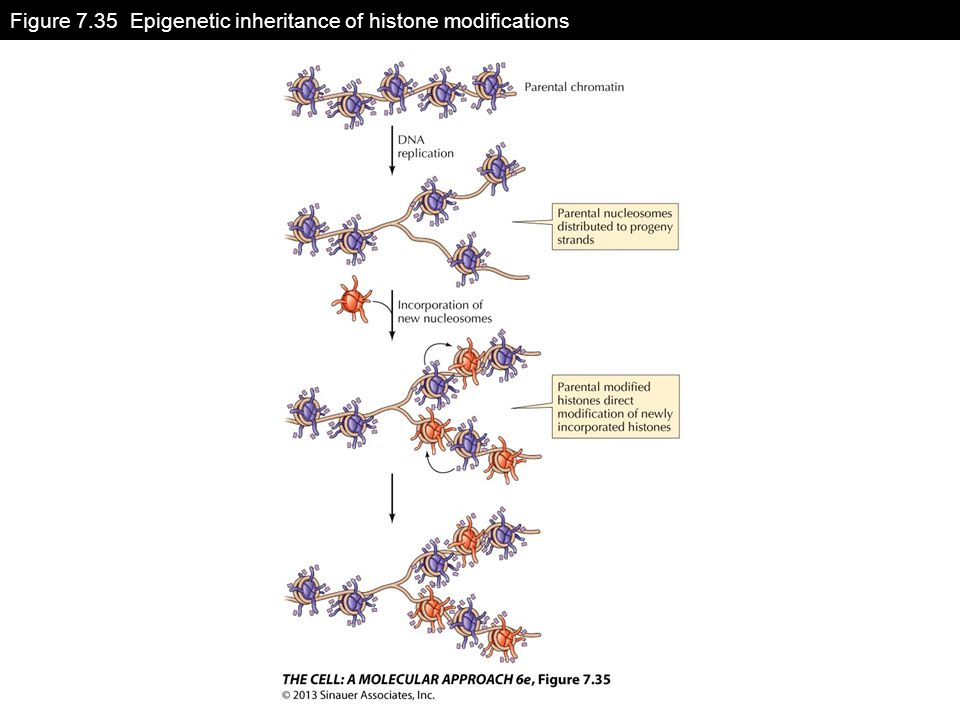 Figure 7.35 Epigenetic inheritance of histone modifications
Parental chromatin
DNA
replication
Parental nucleosomes
distributed to progeny
strands
Incorporation of
new nucleosomes
Parental modified
histones direct
modification of newly
incorporated histones
THE CELL: A MOLECULAR APPROACH 6e, Figure 7.35
© 2013 Sinauer Associates, Inc.